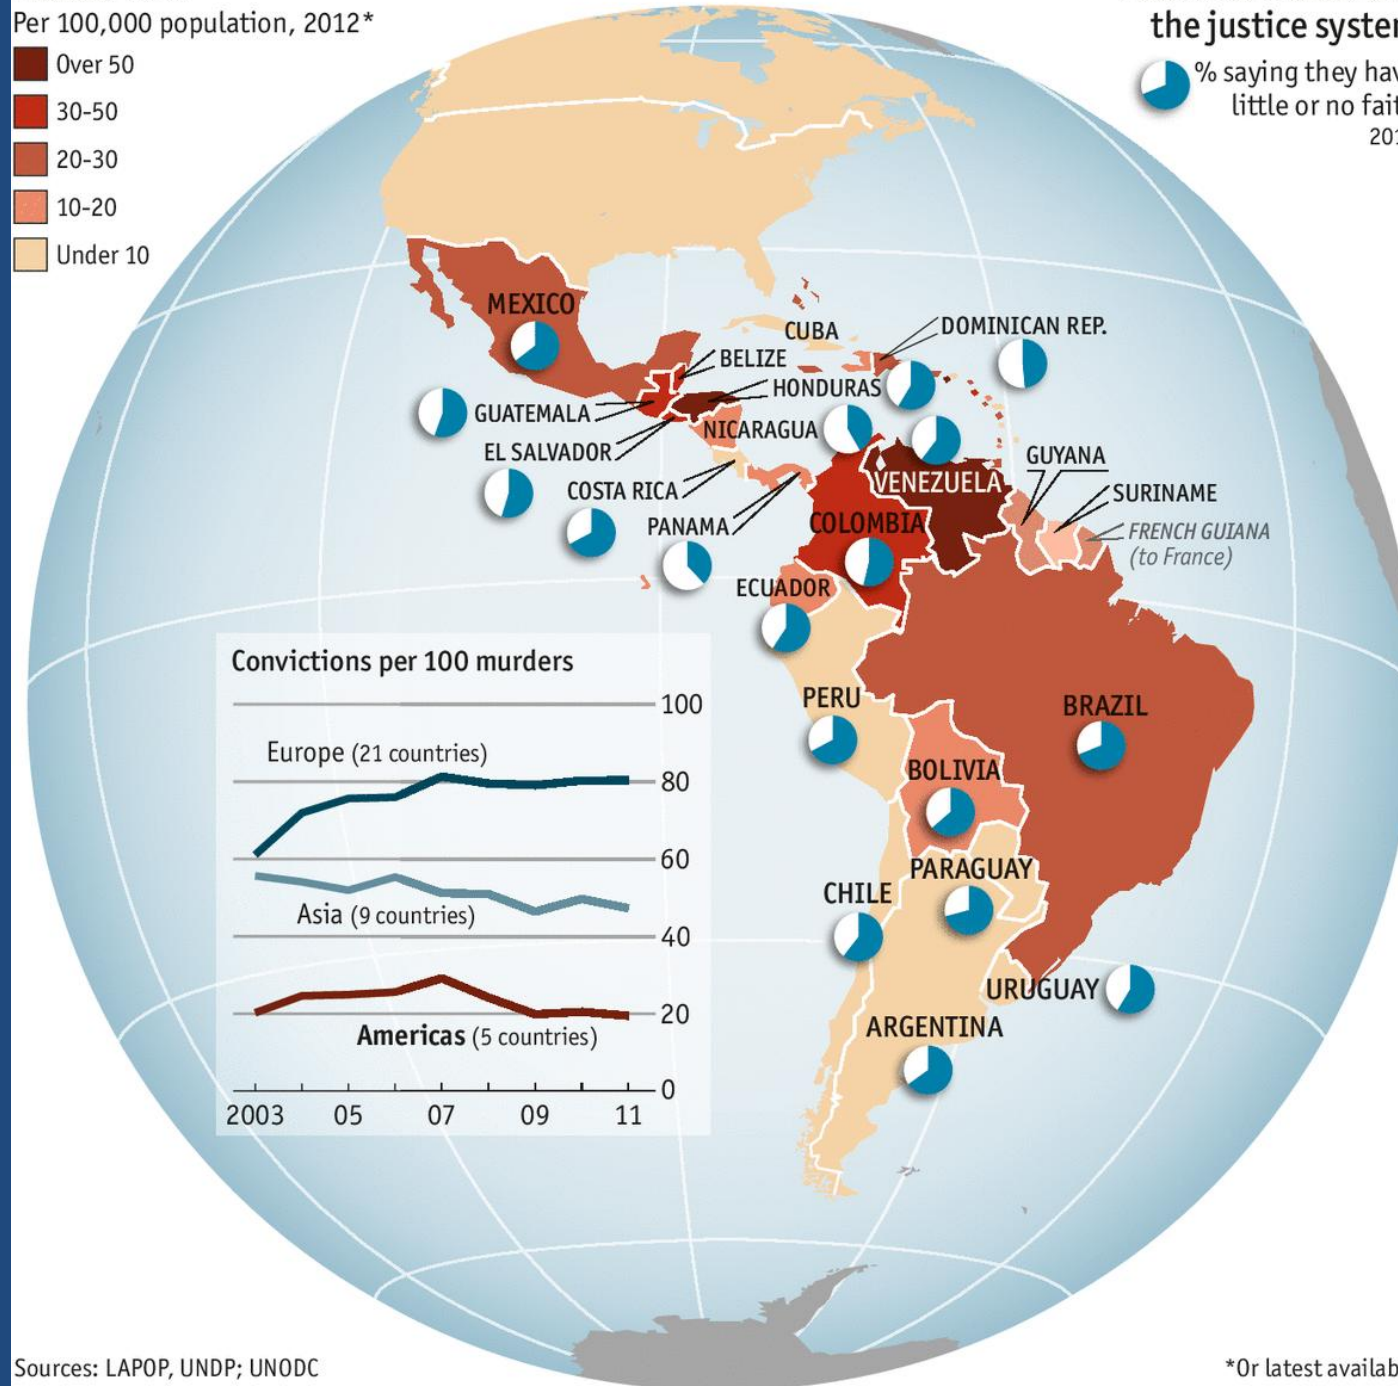 Per 100,000 population, 2012*
Over 50
30-50
20-30
10-20
Under 10
the justice
% saying they
little or no
MEXICO
CUBA
DOMINICAN REP.
BELIZE
HONDURAS
GUATEMALA
NICARAGUA
EL SALVADOR
GUYANA
VENEZUELA
COSTA RICA
SURINAME
PANAMA
COLOMBIA
FRENCH GUIANA
(to France)
ECUADOR
PERU
BRAZIL
BOLIVIA
PARAGUAY
CHILE
URUGUAY
ARGENTINA
Convictions per 100 murders
100
Europe (21 countries)
80
60
Asia (9 countries)
40
20
Americas (5 countries)
0
2003 05 07 09 11
Sources: LAPOP, UNDP; UNODC
*Or latest